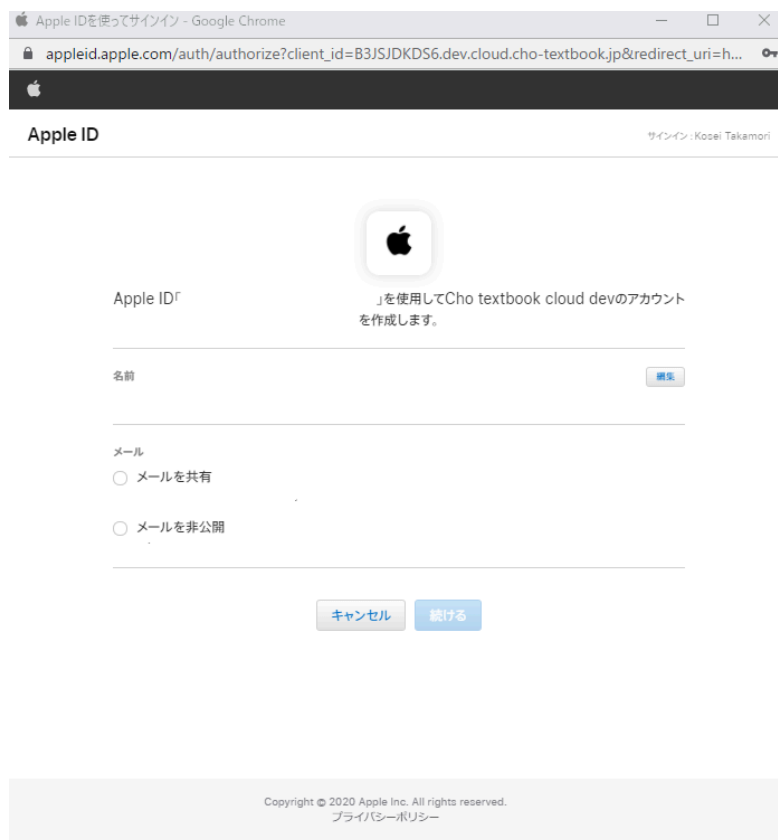 Apple IDを使ってサインイン - Google Chrome
appleid.apple.com/auth/authorize?client_id=B3JSJDKDS6.dev.cloud.cho-textbook.jp&redirect_uri=h...
Apple ID
サインイン : Kosei Takamori
Apple ID「 」を使用してCho textbook cloud devのアカウント
を作成します。
名前
編集
メール
メールを共有
メールを非公開
キャンセル 続ける
Copyright © 2020 Apple Inc. All rights reserved.
プライバシーポリシー